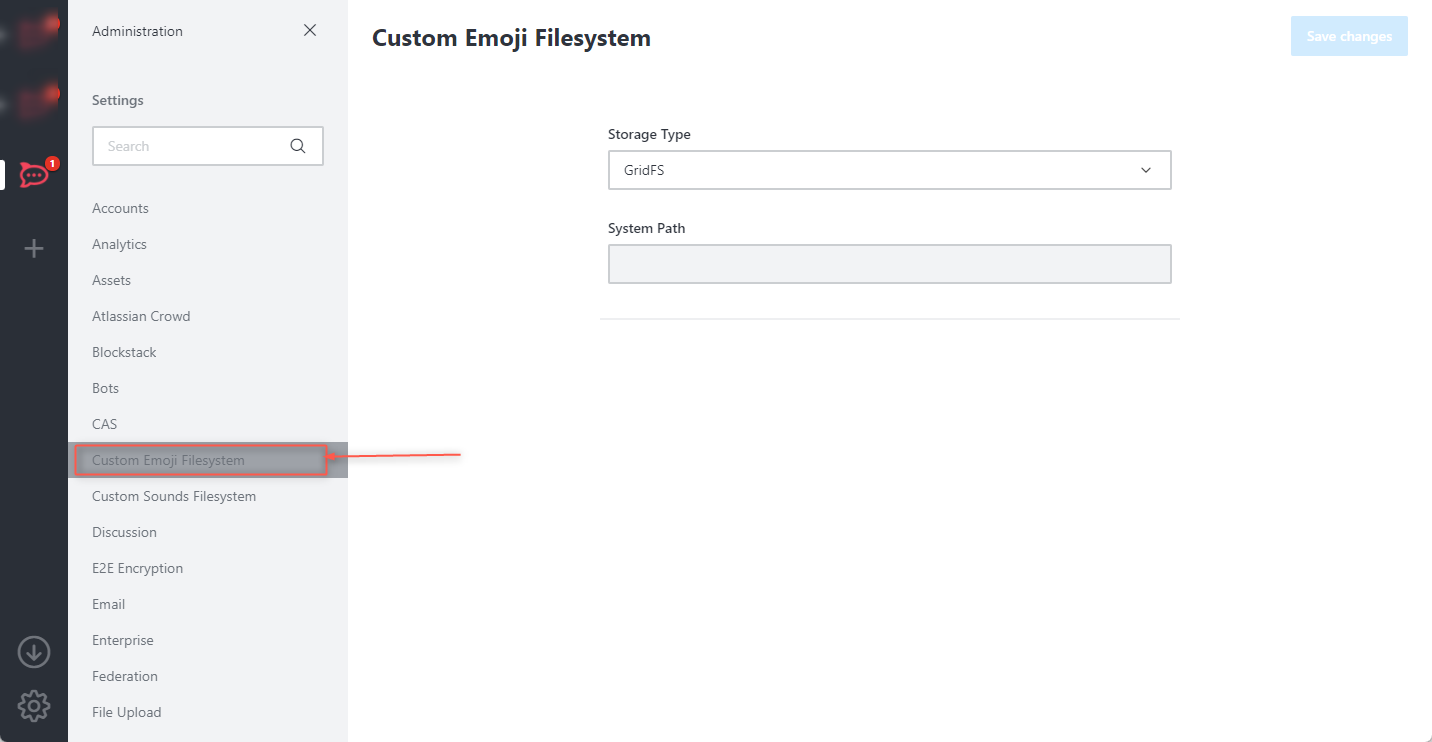 Administration
Settings
Search
Accounts
Analytics
Assets
Atlassian Crowd
Blockstack
Bots
CAS
Custom Emoji Filesystem
Custom Sounds Filesystem
Discussion
E2E Encryption
Email
Enterprise
Federation
File Upload
1
Custom Emoji Filesystem
Save changes
Storage Type
GridFS
System Path